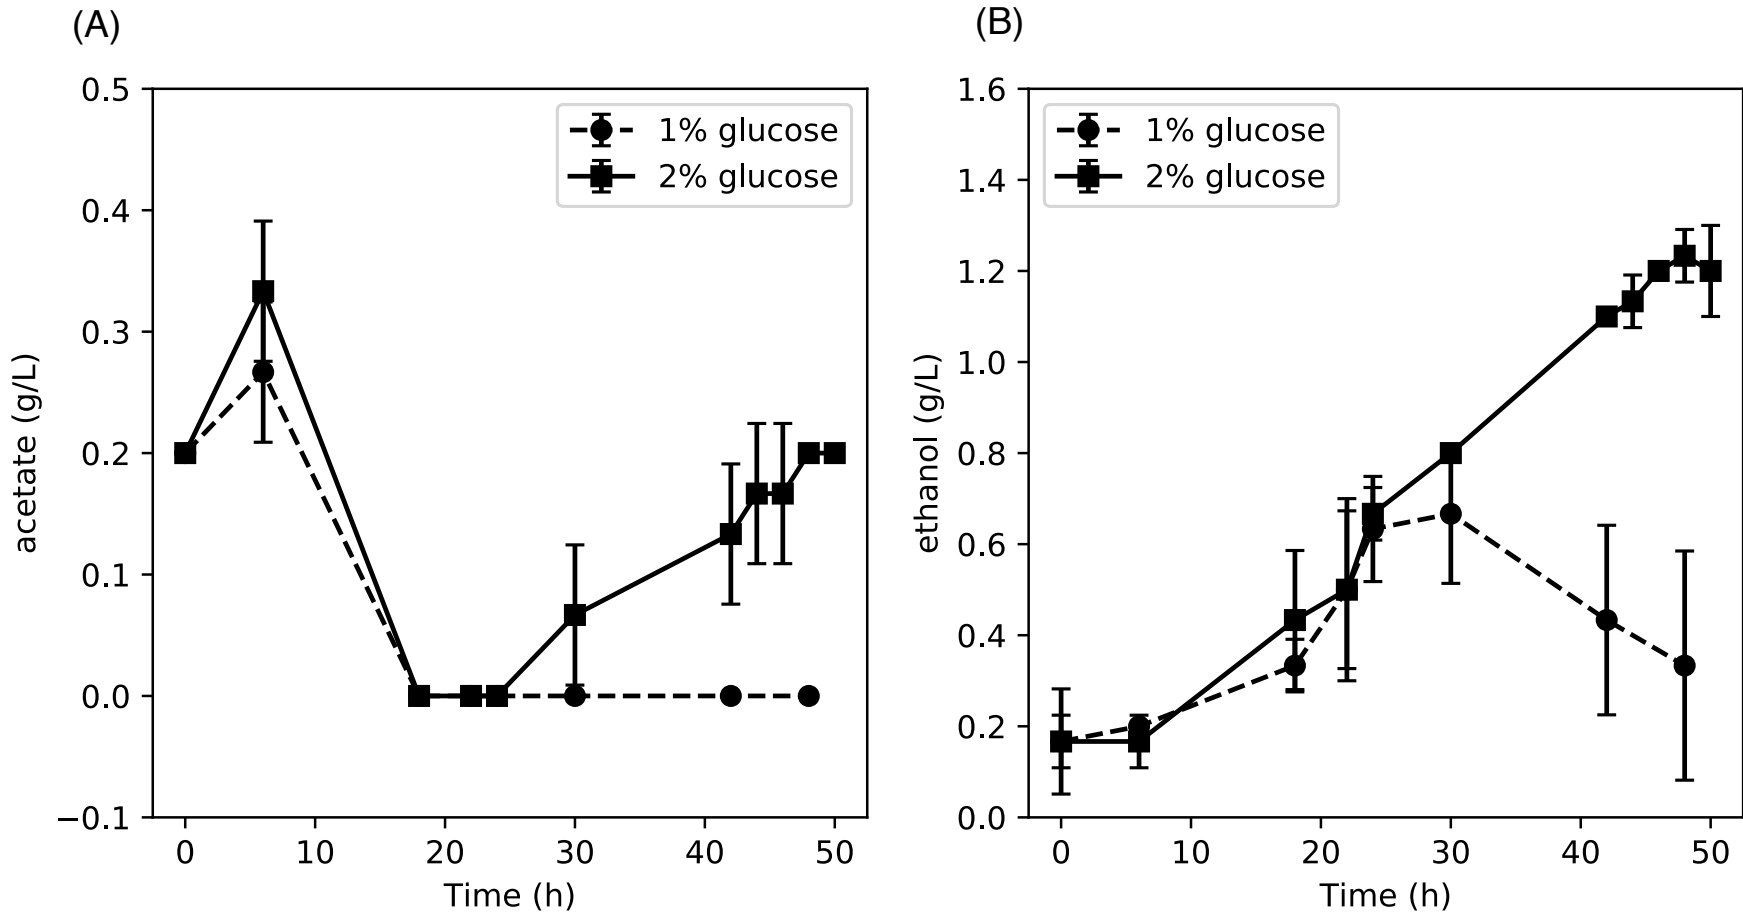 (A)
0.5
0.4
0.3
0.2
0.1
0.0
−0.1
acetate (g/L)
1% glucose
2% glucose
0 10 20 30 40 50
Time (h)
(B)
1.6
1.4
1.2
1.0
0.8
0.6
0.4
0.2
0.0
ethanol (g/L)
1% glucose
2% glucose
0 10 20 30 40 50
Time (h)